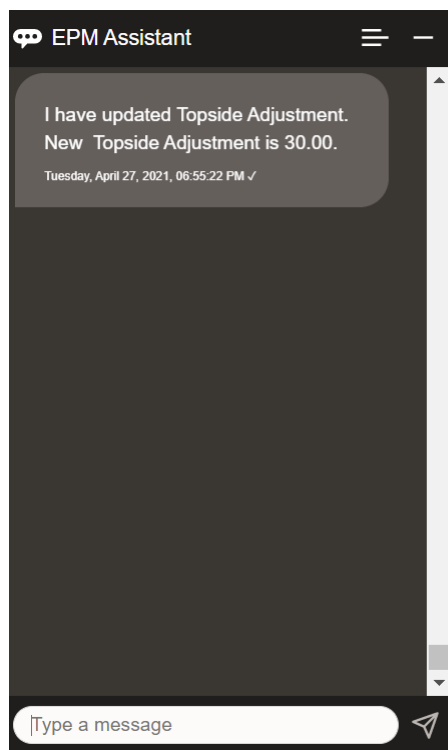 EPM Assistant
I have updated Topside Adjustment.
New  Topside Adjustment is 30.00.
Tuesday, April 27, 2021, 06:55:22 PM ✓
Type a message